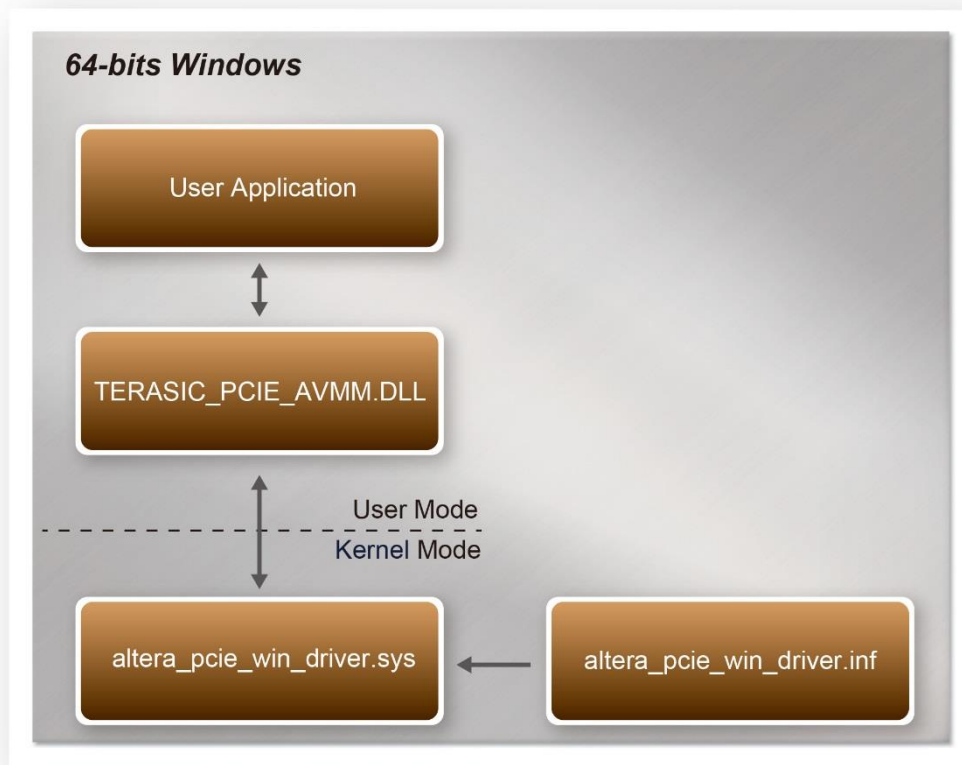 64-bits Windows
User Application
TERASIC_PCIE_AVMM.DLL
User Mode
Kernel Mode
altera_pcie_win_driver.sys
altera_pcie_win_driver.inf